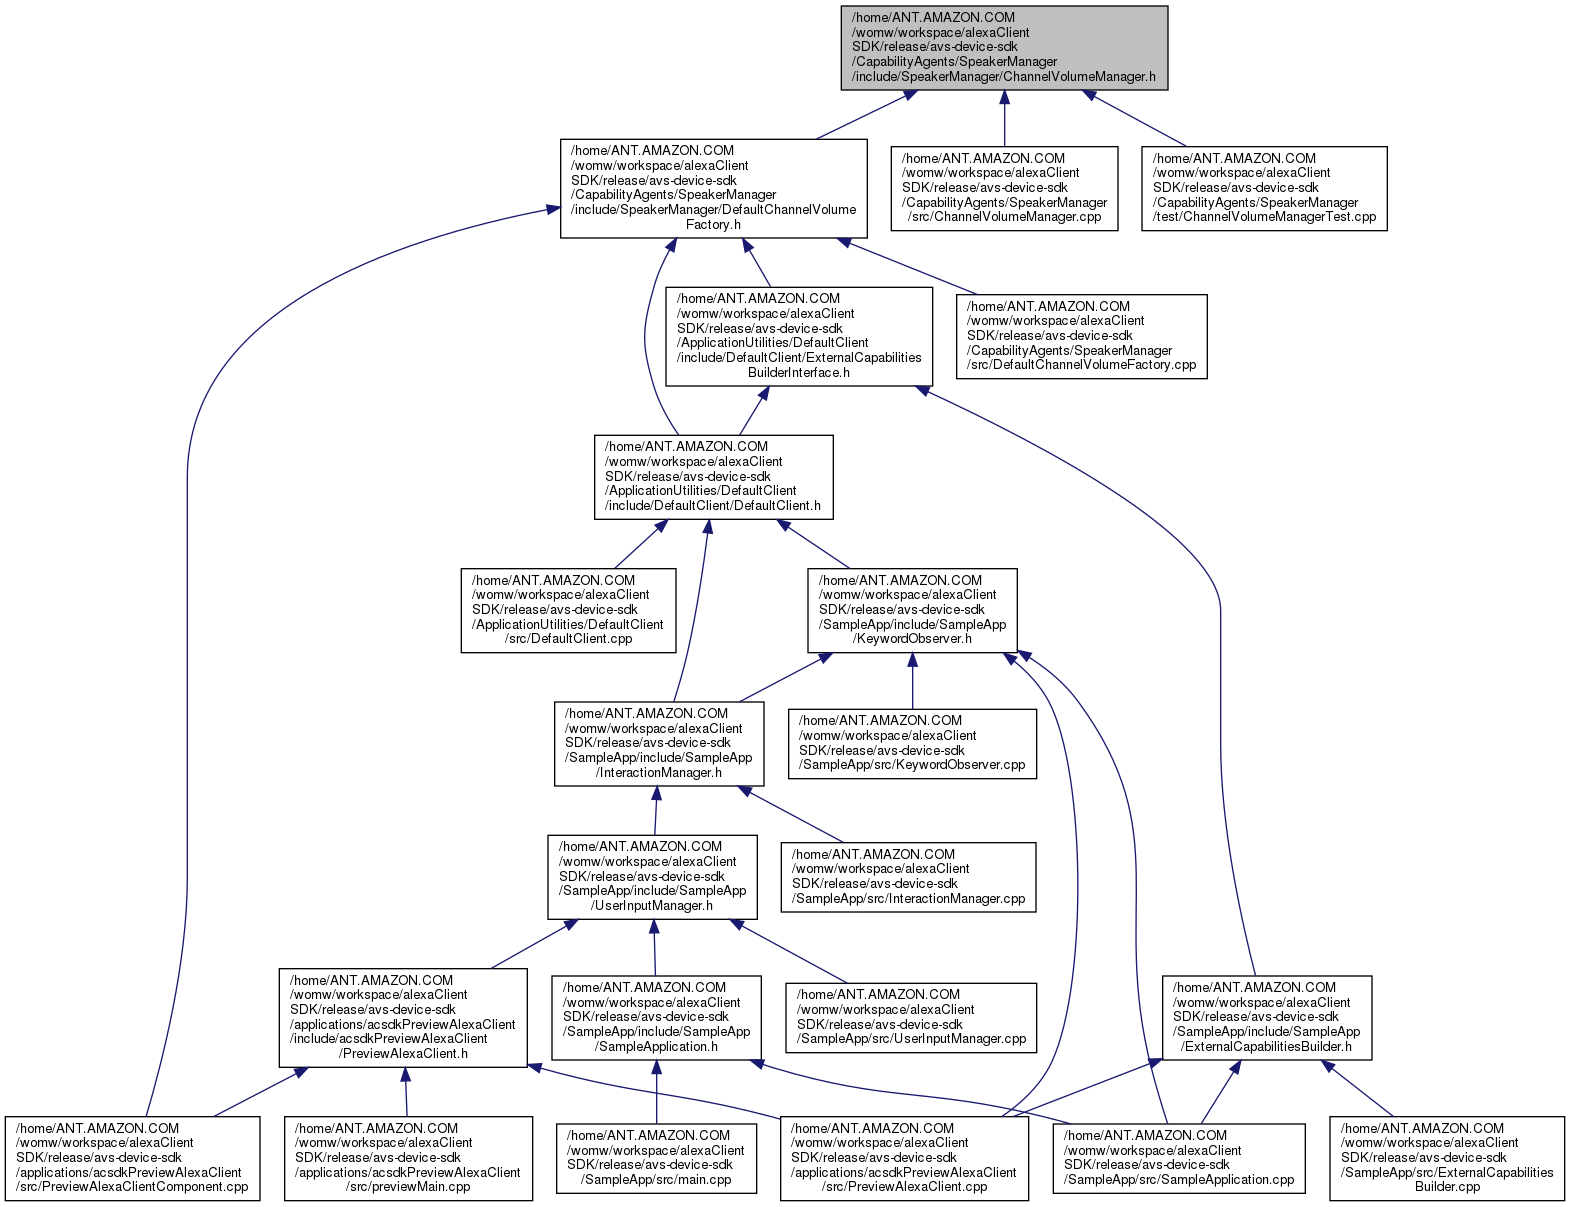 /home/ANT.AMAZON.COM
/womw/workspace/alexaClient
SDK/release/avs-device-sdk
/CapabilityAgents/SpeakerManager
/include/SpeakerManager/ChannelVolumeManager.h
/home/ANT.AMAZON.COM
/womw/workspace/alexaClient
SDK/release/avs-device-sdk
/CapabilityAgents/SpeakerManager
/include/SpeakerManager/DefaultChannelVolume
Factory.h
/home/ANT.AMAZON.COM
/womw/workspace/alexaClient
SDK/release/avs-device-sdk
/CapabilityAgents/SpeakerManager
/src/ChannelVolumeManager.cpp
/home/ANT.AMAZON.COM
/womw/workspace/alexaClient
SDK/release/avs-device-sdk
/CapabilityAgents/SpeakerManager
/test/ChannelVolumeManagerTest.cpp
/home/ANT.AMAZON.COM
/womw/workspace/alexaClient
SDK/release/avs-device-sdk
/ApplicationUtilities/DefaultClient
/include/DefaultClient/ExternalCapabilities
BuilderInterface.h
/home/ANT.AMAZON.COM
/womw/workspace/alexaClient
SDK/release/avs-device-sdk
/CapabilityAgents/SpeakerManager
/src/DefaultChannelVolumeFactory.cpp
/home/ANT.AMAZON.COM
/womw/workspace/alexaClient
SDK/release/avs-device-sdk
/ApplicationUtilities/DefaultClient
/include/DefaultClient/DefaultClient.h
/home/ANT.AMAZON.COM
/womw/workspace/alexaClient
SDK/release/avs-device-sdk
/ApplicationUtilities/DefaultClient
/src/DefaultClient.cpp
/home/ANT.AMAZON.COM
/womw/workspace/alexaClient
SDK/release/avs-device-sdk
/SampleApp/include/SampleApp
/KeywordObserver.h
/home/ANT.AMAZON.COM
/womw/workspace/alexaClient
SDK/release/avs-device-sdk
/SampleApp/include/SampleApp
/InteractionManager.h
/home/ANT.AMAZON.COM
/womw/workspace/alexaClient
SDK/release/avs-device-sdk
/SampleApp/src/KeywordObserver.cpp
/home/ANT.AMAZON.COM
/womw/workspace/alexaClient
SDK/release/avs-device-sdk
/SampleApp/include/SampleApp
/UserInputManager.h
/home/ANT.AMAZON.COM
/womw/workspace/alexaClient
SDK/release/avs-device-sdk
/SampleApp/src/InteractionManager.cpp
/home/ANT.AMAZON.COM
/womw/workspace/alexaClient
SDK/release/avs-device-sdk
/applications/acsdkPreviewAlexaClient
/include/acsdkPreviewAlexaClient
/PreviewAlexaClient.h
/home/ANT.AMAZON.COM
/womw/workspace/alexaClient
SDK/release/avs-device-sdk
/SampleApp/include/SampleApp
/SampleApplication.h
/home/ANT.AMAZON.COM
/womw/workspace/alexaClient
SDK/release/avs-device-sdk
/SampleApp/src/UserInputManager.cpp
/home/ANT.AMAZON.COM
/womw/workspace/alexaClient
SDK/release/avs-device-sdk
/SampleApp/include/SampleApp
/ExternalCapabilitiesBuilder.h
/home/ANT.AMAZON.COM
/womw/workspace/alexaClient
SDK/release/avs-device-sdk
/applications/acsdkPreviewAlexaClient
/src/PreviewAlexaClientComponent.cpp
/home/ANT.AMAZON.COM
/womw/workspace/alexaClient
SDK/release/avs-device-sdk
/applications/acsdkPreviewAlexaClient
/src/previewMain.cpp
/home/ANT.AMAZON.COM
/womw/workspace/alexaClient
SDK/release/avs-device-sdk
/SampleApp/src/main.cpp
/home/ANT.AMAZON.COM
/womw/workspace/alexaClient
SDK/release/avs-device-sdk
/applications/acsdkPreviewAlexaClient
/src/PreviewAlexaClient.cpp
/home/ANT.AMAZON.COM
/womw/workspace/alexaClient
SDK/release/avs-device-sdk
/SampleApp/src/SampleApplication.cpp
/home/ANT.AMAZON.COM
/womw/workspace/alexaClient
SDK/release/avs-device-sdk
/SampleApp/src/ExternalCapabilities
Builder.cpp